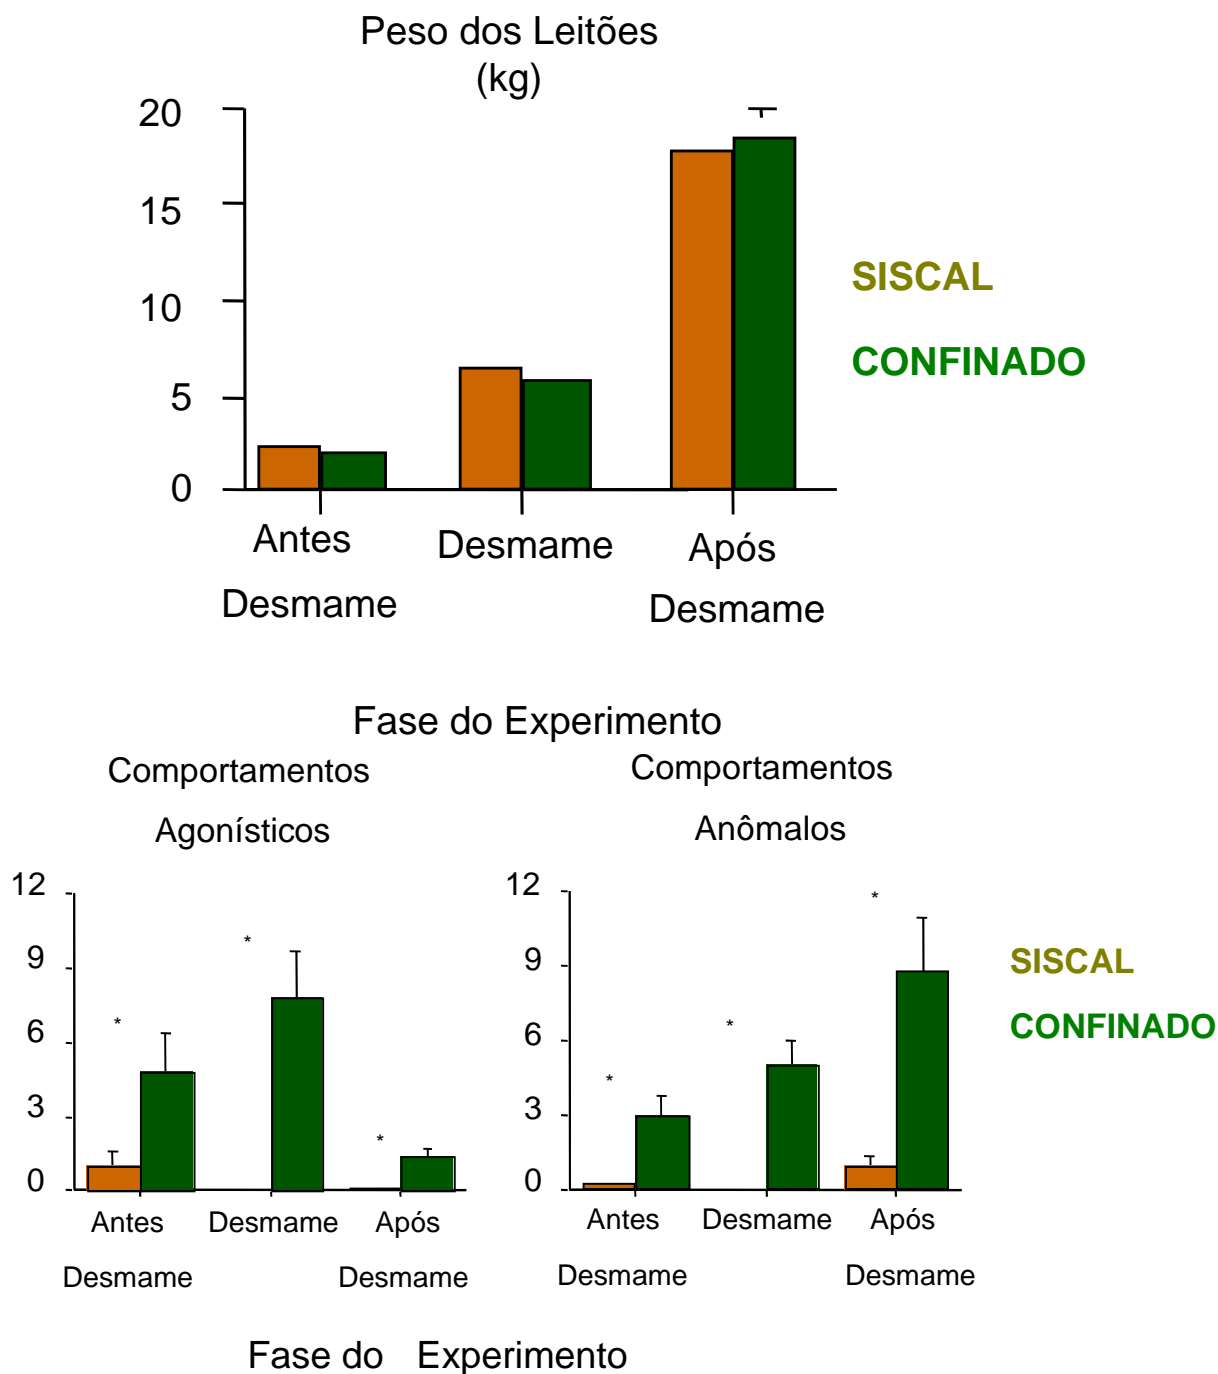 Peso dos Leitões
(kg)
20
15
10
5
0
SISCAL
CONFINADO
Antes
Desmame
Desmame
Após
Desmame
Fase do Experimento
Comportamentos
Agonísticos
12
9
6
3
0
*
*
*
Antes
Desmame
Desmame
Após
Desmame
Comportamentos
Anômalos
12
9
6
3
0
*
*
*
Antes
Desmame
Desmame
Após
Desmame
SISCAL
CONFINADO
Fase do Experimento